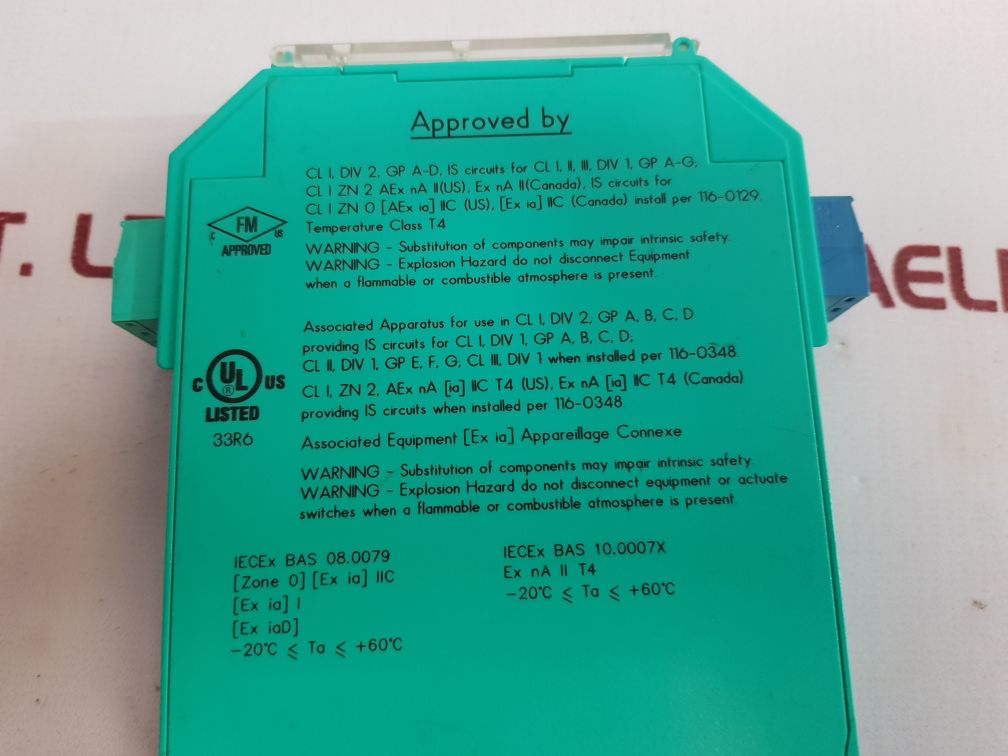 Approved by
CL I, DIV 2, GP A-D, IS circuits for CL I, II, III, DIV 1, GP A-G;
CL I ZN 2 AEx nA II(US), Ex nA II(Canada), IS circuits for
CL I ZN 0 [AEx ia] IIC (US), [Ex ia] IIC (Canada) install per 116-0129.
Temperature Class T4
c FM us
APPROVED
WARNING - Substitution of components may impair intrinsic safety.
WARNING - Explosion Hazard do not disconnect Equipment
when a flammable or combustible atmosphere is present.
Associated Apparatus for use in CL I, DIV 2, GP A, B, C, D
providing IS circuits for CL I, DIV 1, GP A, B, C, D;
CL II, DIV 1, GP E, F, G; CL III, DIV 1 when installed per 116-0348.
C UL ® US
LISTED
33R6
CL I, ZN 2, AEx nA [ia] IIC T4 (US), Ex nA [ia] IIC T4 (Canada)
providing IS circuits when installed per 116-0348.
Associated Equipment [Ex ia] Appareillage Connexe
WARNING - Substitution of components may impair intrinsic safety.
WARNING - Explosion Hazard do not disconnect equipment or actuate
switches when a flammable or combustible atmosphere is present.
IECEx BAS 08.0079
[Zone 0] [Ex ia] IIC
[Ex ia] I
[Ex iaD]
-20°C ≤ Ta ≤ +60°C
IECEx BAS 10.0007X
Ex nA II T4
-20°C ≤ Ta ≤ +60°C